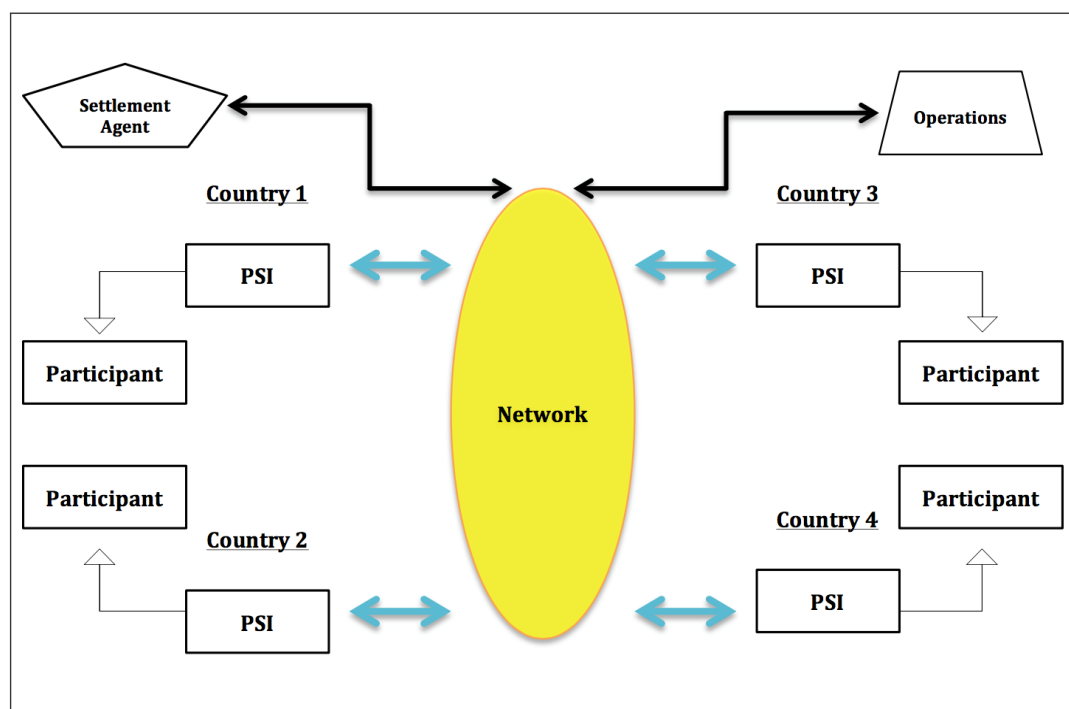 Settlement
Agent
Operations
Country 1
Country 3
PSI
PSI
Participant
Participant
Network
Participant
Participant
Country 2
Country 4
PSI
PSI